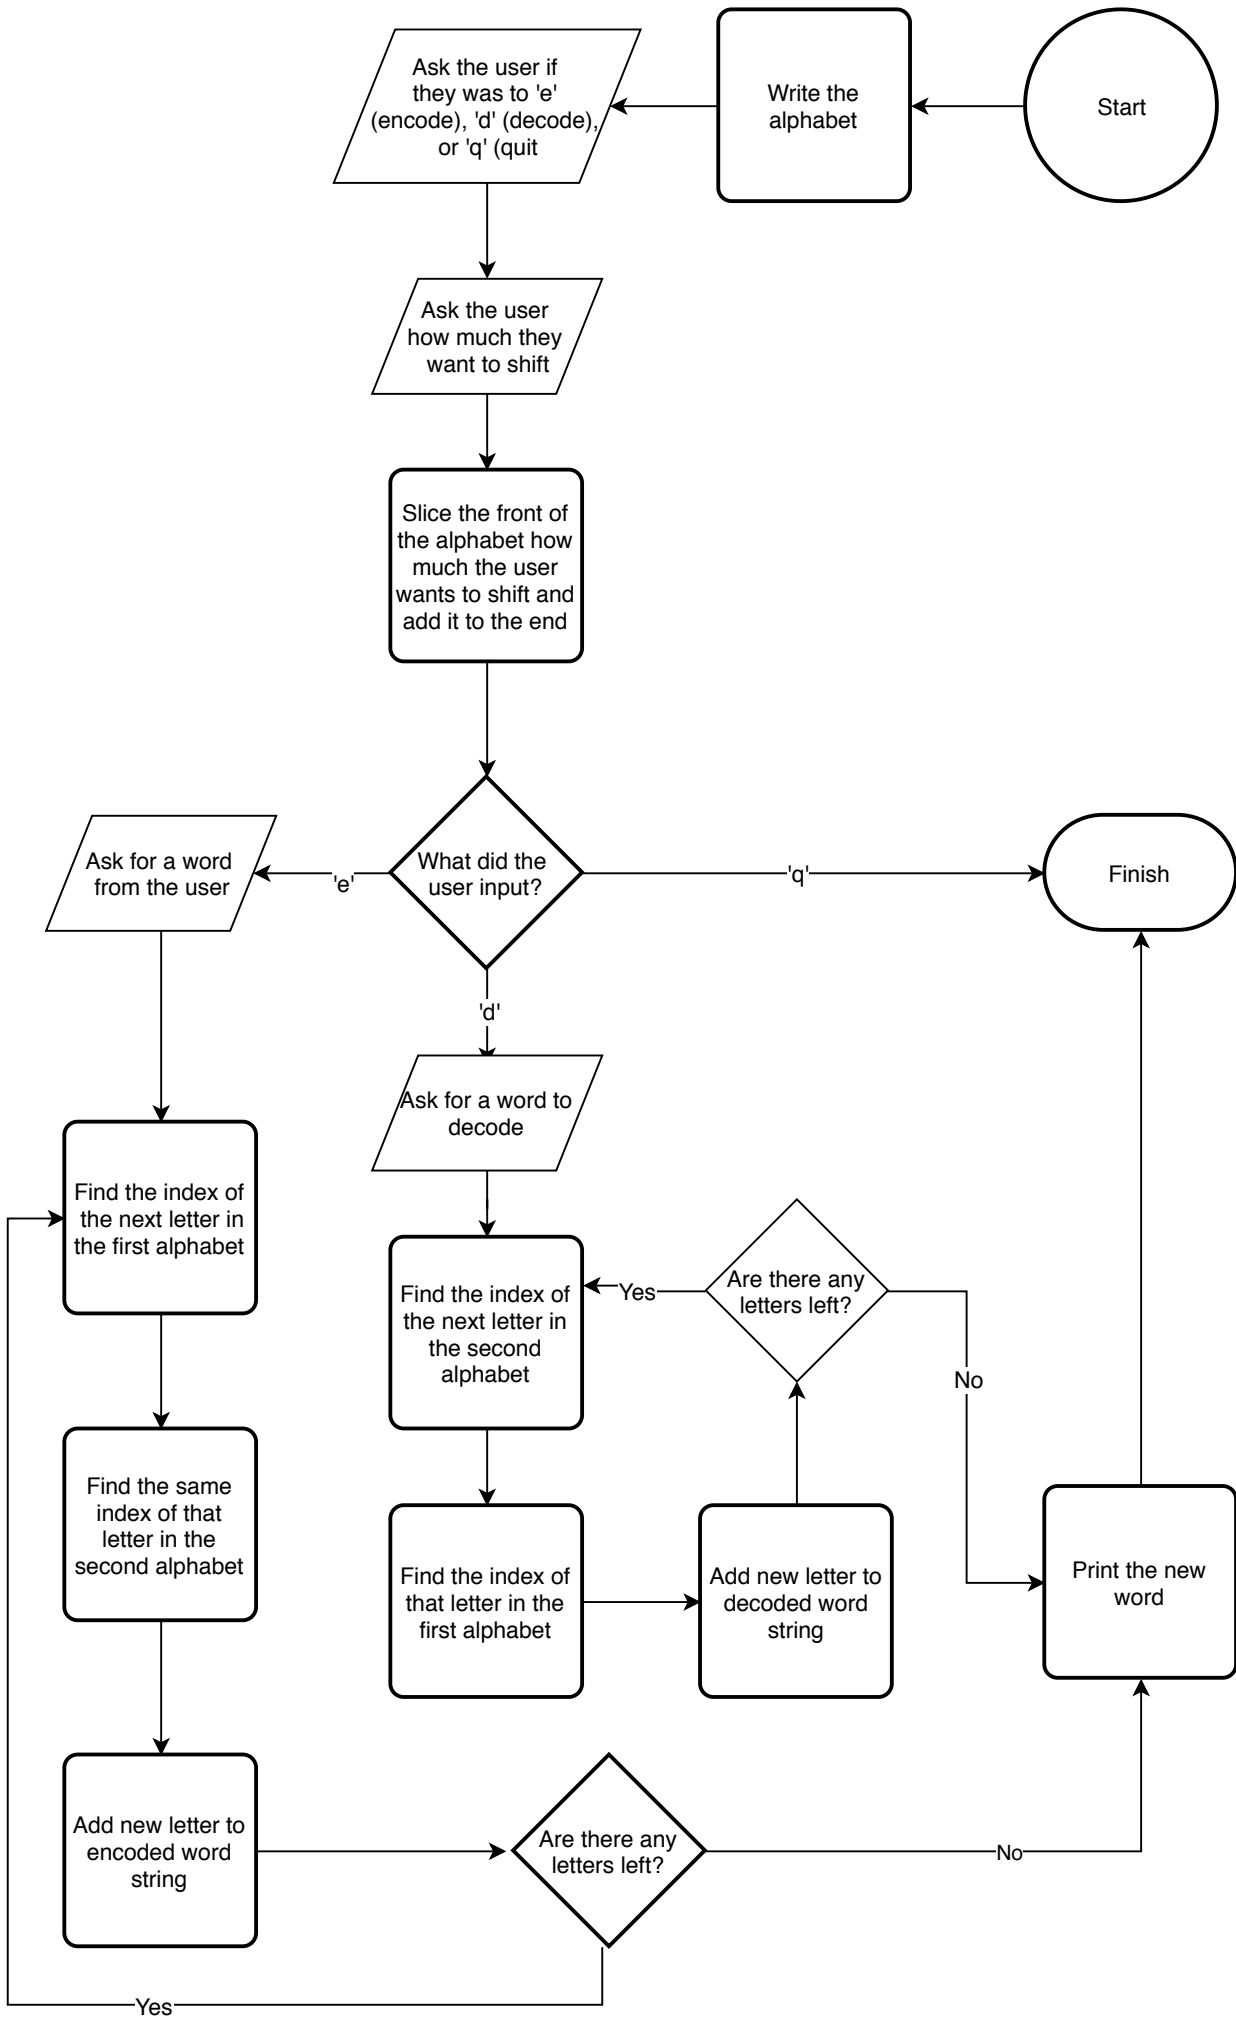 Start
Write the
alphabet
Ask the user if
they was to 'e'
(encode), 'd' (decode),
or 'q' (quit
Ask the user
how much they
want to shift
Slice the front of
the alphabet how
much the user
wants to shift and
add it to the end
What did the
user input?
'e'
'q'
'd'
Finish
Ask for a word
from the user
Find the index of
the next letter in
the first alphabet
Find the same
index of that
letter in the
second alphabet
Add new letter to
encoded word
string
Are there any
letters left?
Yes
No
Ask for a word to
decode
Find the index of
the next letter in
the second
alphabet
Find the index of
that letter in the
first alphabet
Add new letter to
decoded word
string
Are there any
letters left?
Yes
No
Print the new
word